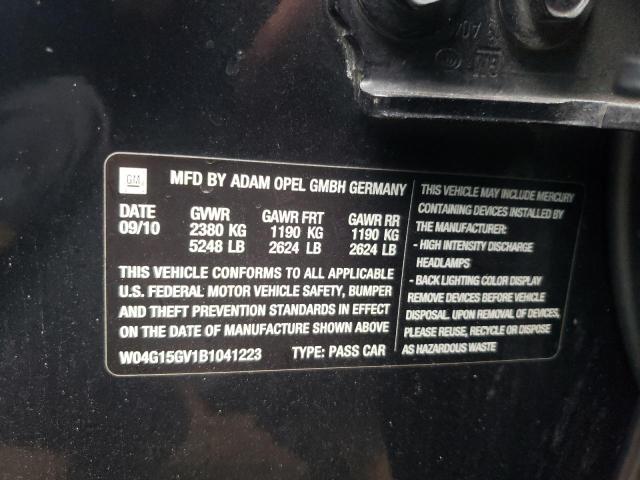 GM
MFD BY ADAM OPEL GMBH GERMANY
DATE GVWR GAWR FRT GAWR RR
09/10 2380 KG 1190 KG 1190 KG
5248 LB 2624 LB 2624 LB
THIS VEHICLE CONFORMS TO ALL APPLICABLE
U.S. FEDERAL MOTOR VEHICLE SAFETY, BUMPER
AND THEFT PREVENTION STANDARDS IN EFFECT
ON THE DATE OF MANUFACTURE SHOWN ABOVE
W04G15GV1B1041223 TYPE: PASS CAR
THIS VEHICLE MAY INCLUDE MERCURY
CONTAINING DEVICES INSTALLED BY
THE MANUFACTURER:
- HIGH INTENSITY DISCHARGE
HEADLAMPS
- BACK LIGHTING COLOR DISPLAY
REMOVE DEVICES BEFORE VEHICLE
DISPOSAL. UPON REMOVAL OF DEVICES,
PLEASE REUSE, RECYCLE OR DISPOSE
AS HAZARDOUS WASTE